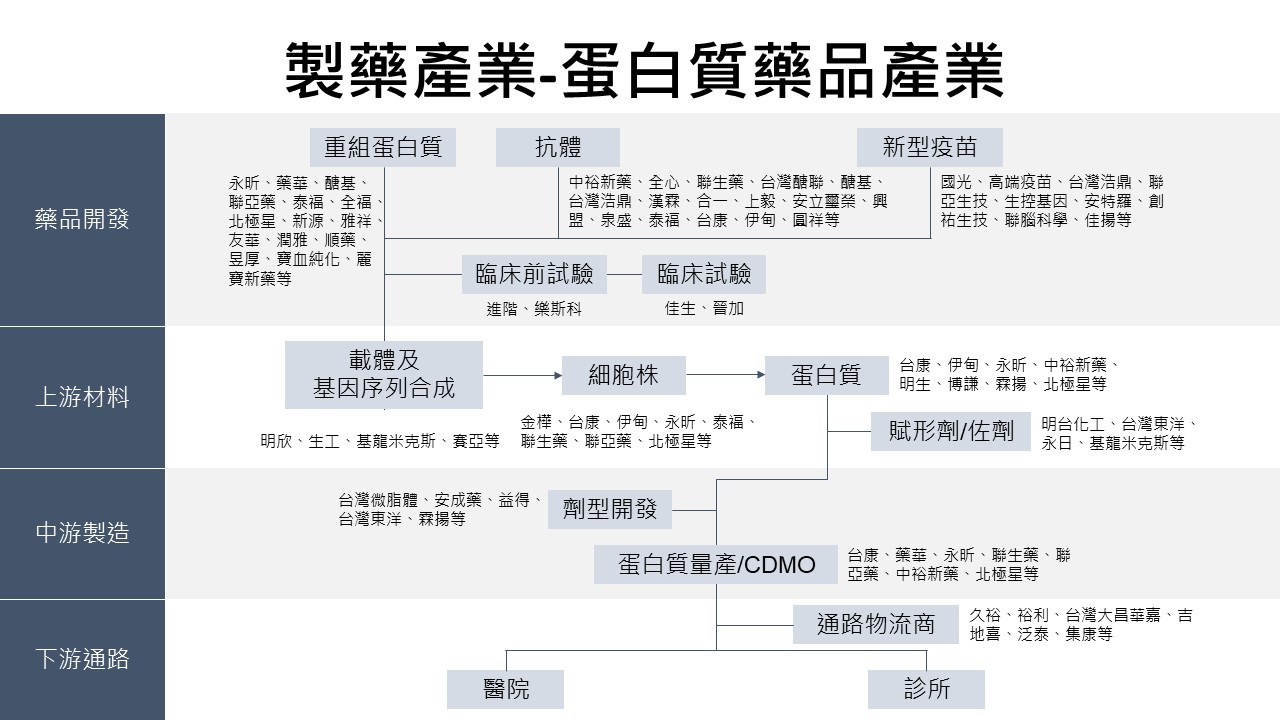 製藥產業-蛋白質藥品產業
藥品開發
重組蛋白質
永昕、藥華、醣基、
聯亞藥、泰福、全福、
北極星、新源、雅祥、
友華、潤雅、順藥、
昱厚、寶血純化、麗
寶新藥等
抗體
中裕新藥、全心、聯生藥、台灣醣聯、醣基、
台灣浩鼎、漢霖、合一、上毅、安立璽榮、興
盟、泉盛、泰福、台康、伊甸、圓祥等
新型疫苗
國光、高端疫苗、台灣浩鼎、聯
亞生技、生控基因、安特羅、創
祐生技、聯腦科學、佳揚等
臨床前試驗
進階、樂斯科
臨床試驗
佳生、晉加
上游材料
載體及
基因序列合成
明欣、生工、基龍米克斯、賽亞等
細胞株
金樺、台康、伊甸、永昕、泰福、
聯生藥、聯亞藥、北極星等
蛋白質
台康、伊甸、永昕、中裕新藥、
明生、博謙、霖揚、北極星等
賦形劑/佐劑
明台化工、台灣東洋、
永日、基龍米克斯等
中游製造
台灣微脂體、安成藥、益得、
台灣東洋、霖揚等
劑型開發
蛋白質量產/CDMO
台康、藥華、永昕、聯生藥、聯
亞藥、中裕新藥、北極星等
下游通路
通路物流商
久裕、裕利、台灣大昌華嘉、吉
地喜、泛泰、集康等
醫院
診所